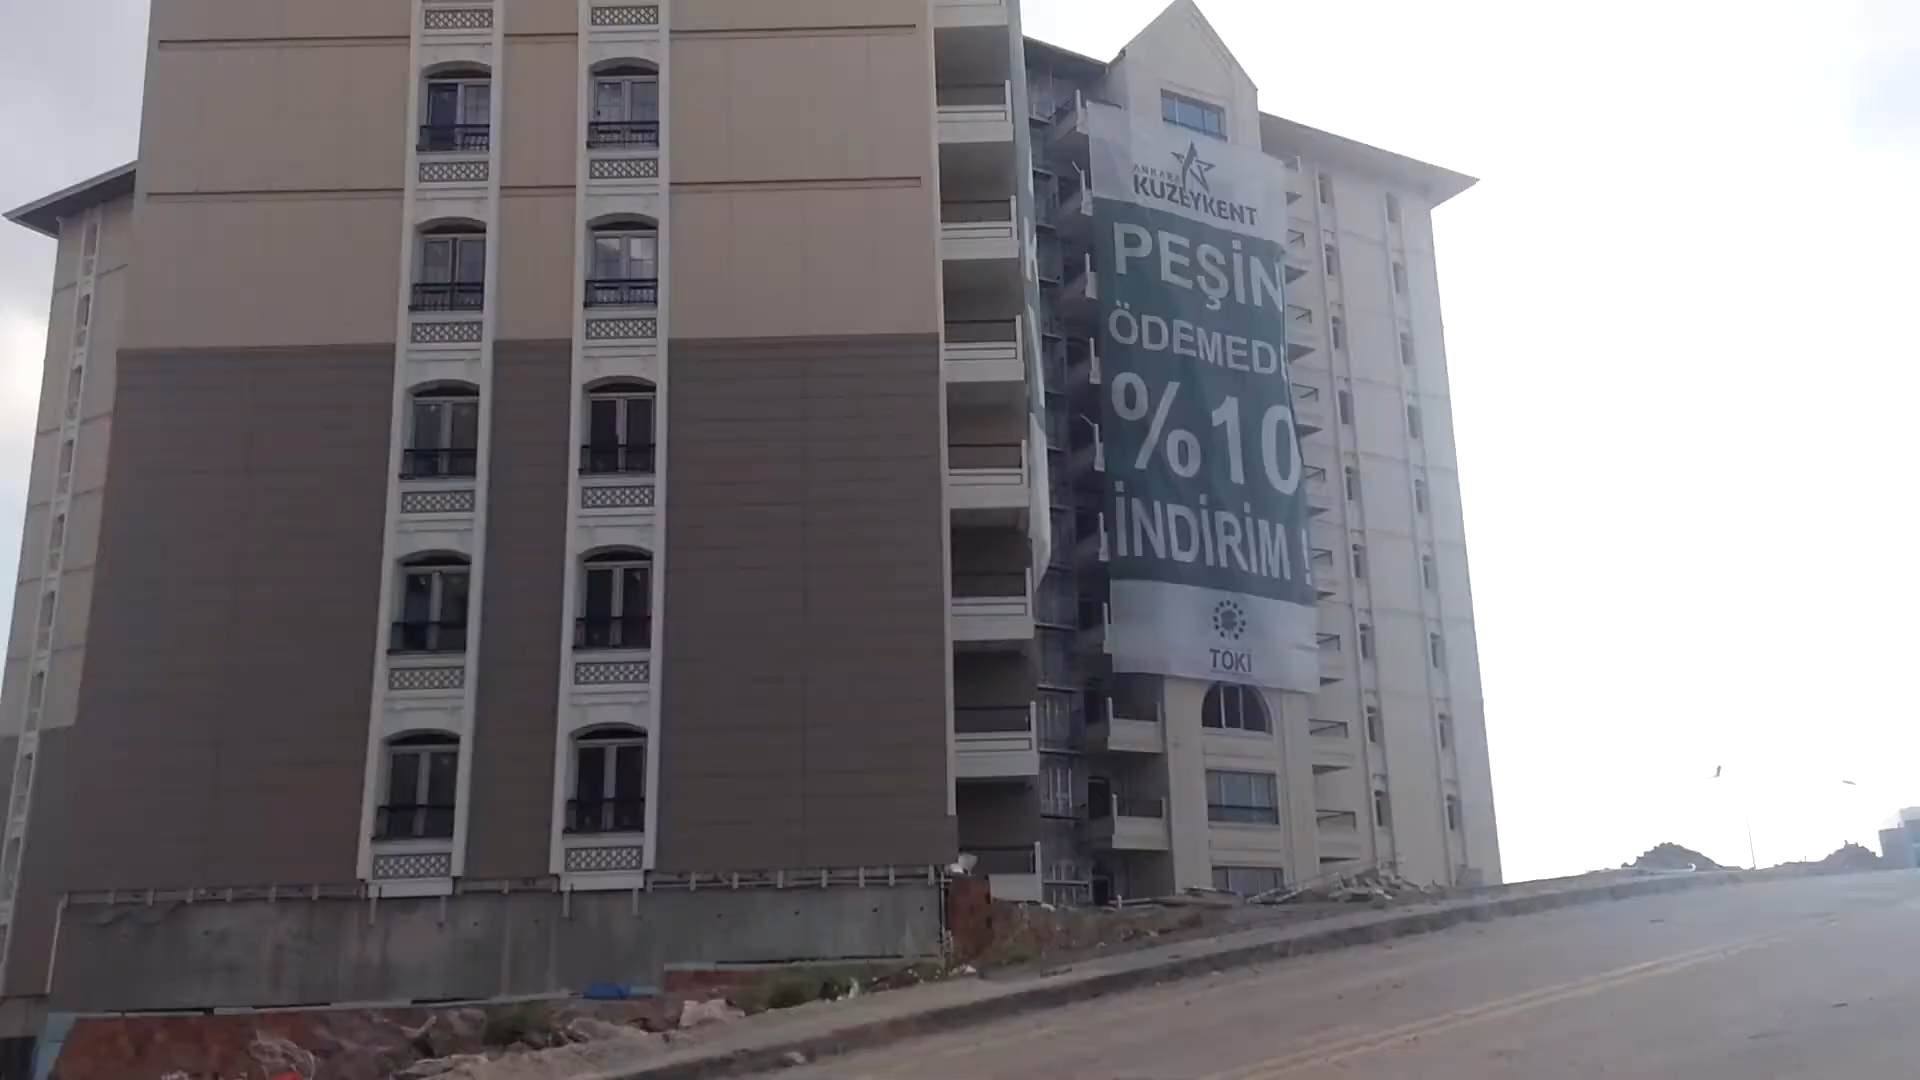 ANKARA
KUZEYKENT
PEŞİN
ÖDEMEDE
%10
İNDİRİM !
TOKİ